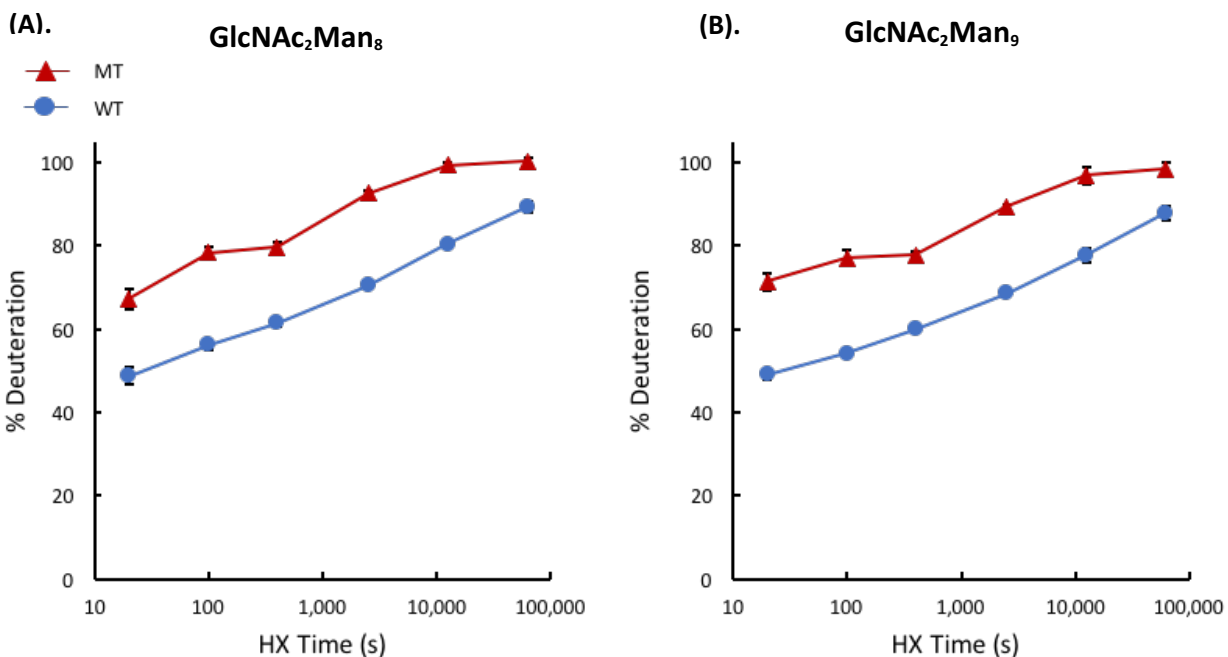 (A).
GlcNAc₂Man₈
MT
WT
100
80
60
40
20
0
% Deuteration
10
100
1,000
10,000
100,000
HX Time (s)
(B).
GlcNAc₂Man₉
100
80
60
40
20
0
% Deuteration
10
100
1,000
10,000
100,000
HX Time (s)